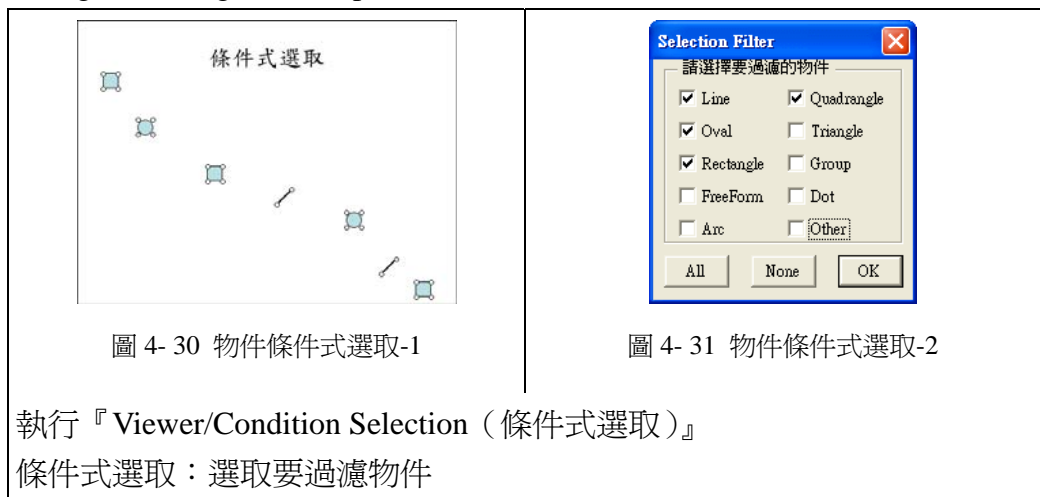 條件式選取
Selection Filter
請選擇要過濾的物件
Line
Quadrangle
Oval
Triangle
Rectangle
Group
FreeForm
Dot
Arc
Other
All
None
OK
圖 4- 30 物件條件式選取-1
圖 4- 31 物件條件式選取-2
執行『Viewer/Condition Selection（條件式選取）』
條件式選取：選取要過濾物件